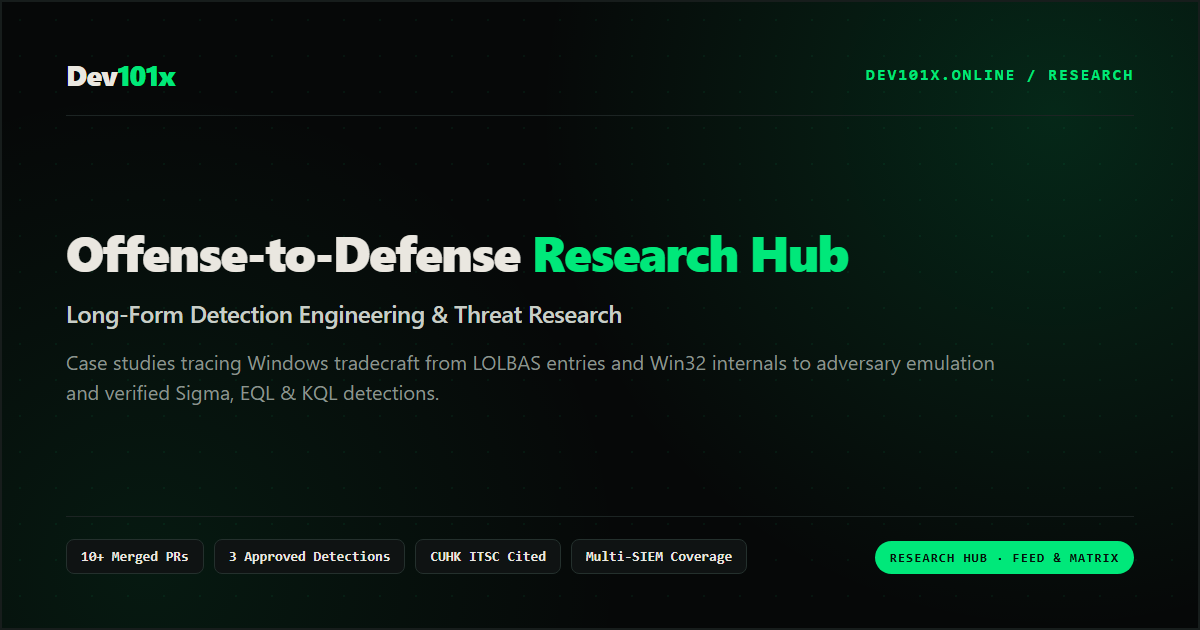 Dev101x
DEV101X.ONLINE / RESEARCH
Offense-to-Defense Research Hub
Long-Form Detection Engineering & Threat Research
Case studies tracing Windows tradecraft from LOLBAS entries and Win32 internals to adversary emulation
and verified Sigma, EQL & KQL detections.
10+ Merged PRs
3 Approved Detections
CUHK ITSC Cited
Multi-SIEM Coverage
RESEARCH HUB · FEED & MATRIX